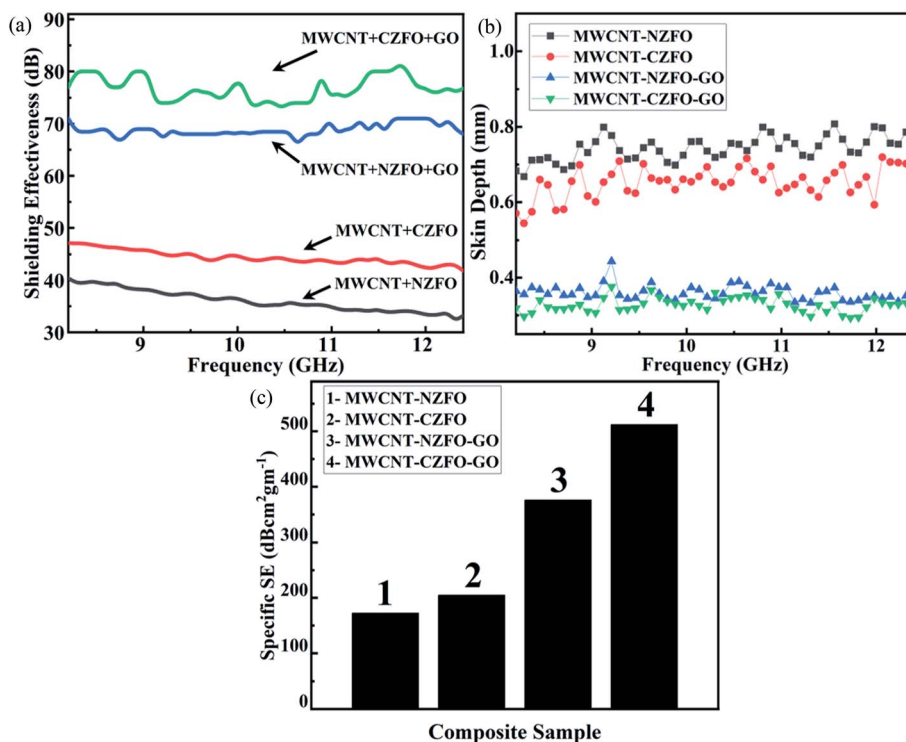 (a)
Shielding Effectiveness (dB)
90
80
70
60
50
40
30
MWCNT+CZFO+GO
MWCNT+NZFO+GO
MWCNT+CZFO
MWCNT+NZFO
9 10 11 12
Frequency (GHz)
(b)
Skin Depth (mm)
1.0
0.8
0.6
0.4
MWCNT-NZFO
MWCNT-CZFO
MWCNT-NZFO-GO
MWCNT-CZFO-GO
9 10 11 12
Frequency (GHz)
(c)
Specific SE (dBcm²gm⁻¹)
500
400
300
200
100
0
1- MWCNT-NZFO
2- MWCNT-CZFO
3- MWCNT-NZFO-GO
4- MWCNT-CZFO-GO
1 2 3 4
Composite Sample